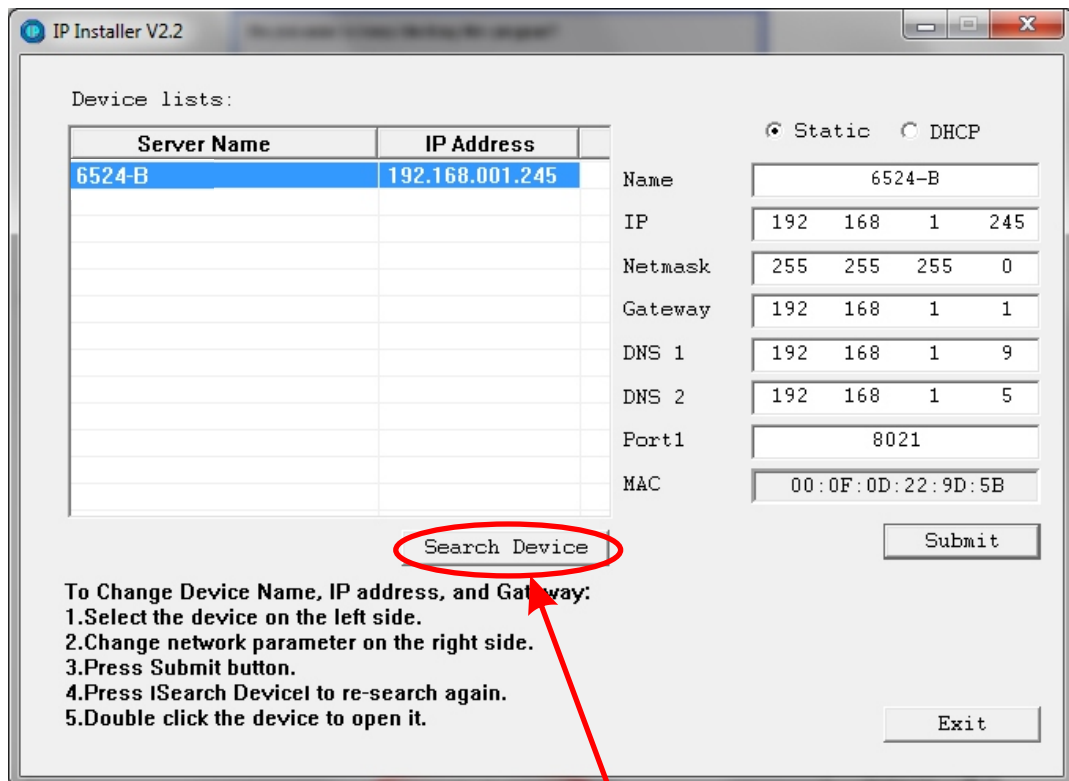 IP Installer V2.2
Device lists:
Server Name IP Address
6524-B 192.168.001.245
Static DHCP
Name 6524-B
IP 192 168 1 245
Netmask 255 255 255 0
Gateway 192 168 1 1
DNS 1 192 168 1 9
DNS 2 192 168 1 5
Port1 8021
MAC 00:0F:0D:22:9D:5B
Search Device
Submit
To Change Device Name, IP address, and Gateway:
1.Select the device on the left side.
2.Change network parameter on the right side.
3.Press Submit button.
4.Press |Search Device| to re-search again.
5.Double click the device to open it.
Exit